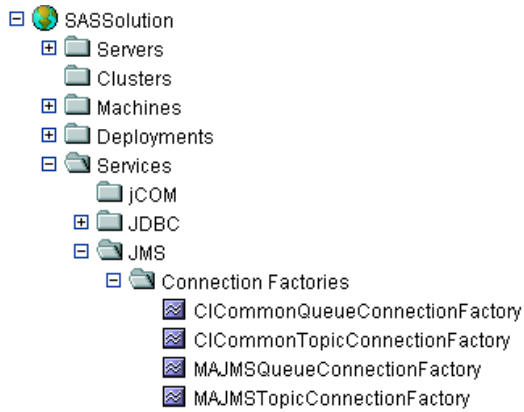 SASSolution
Servers
Clusters
Machines
Deployments
Services
jCOM
JDBC
JMS
Connection Factories
CICommonQueueConnectionFactory
CICommonTopicConnectionFactory
MAJMSQueueConnectionFactory
MAJMSTopicConnectionFactory